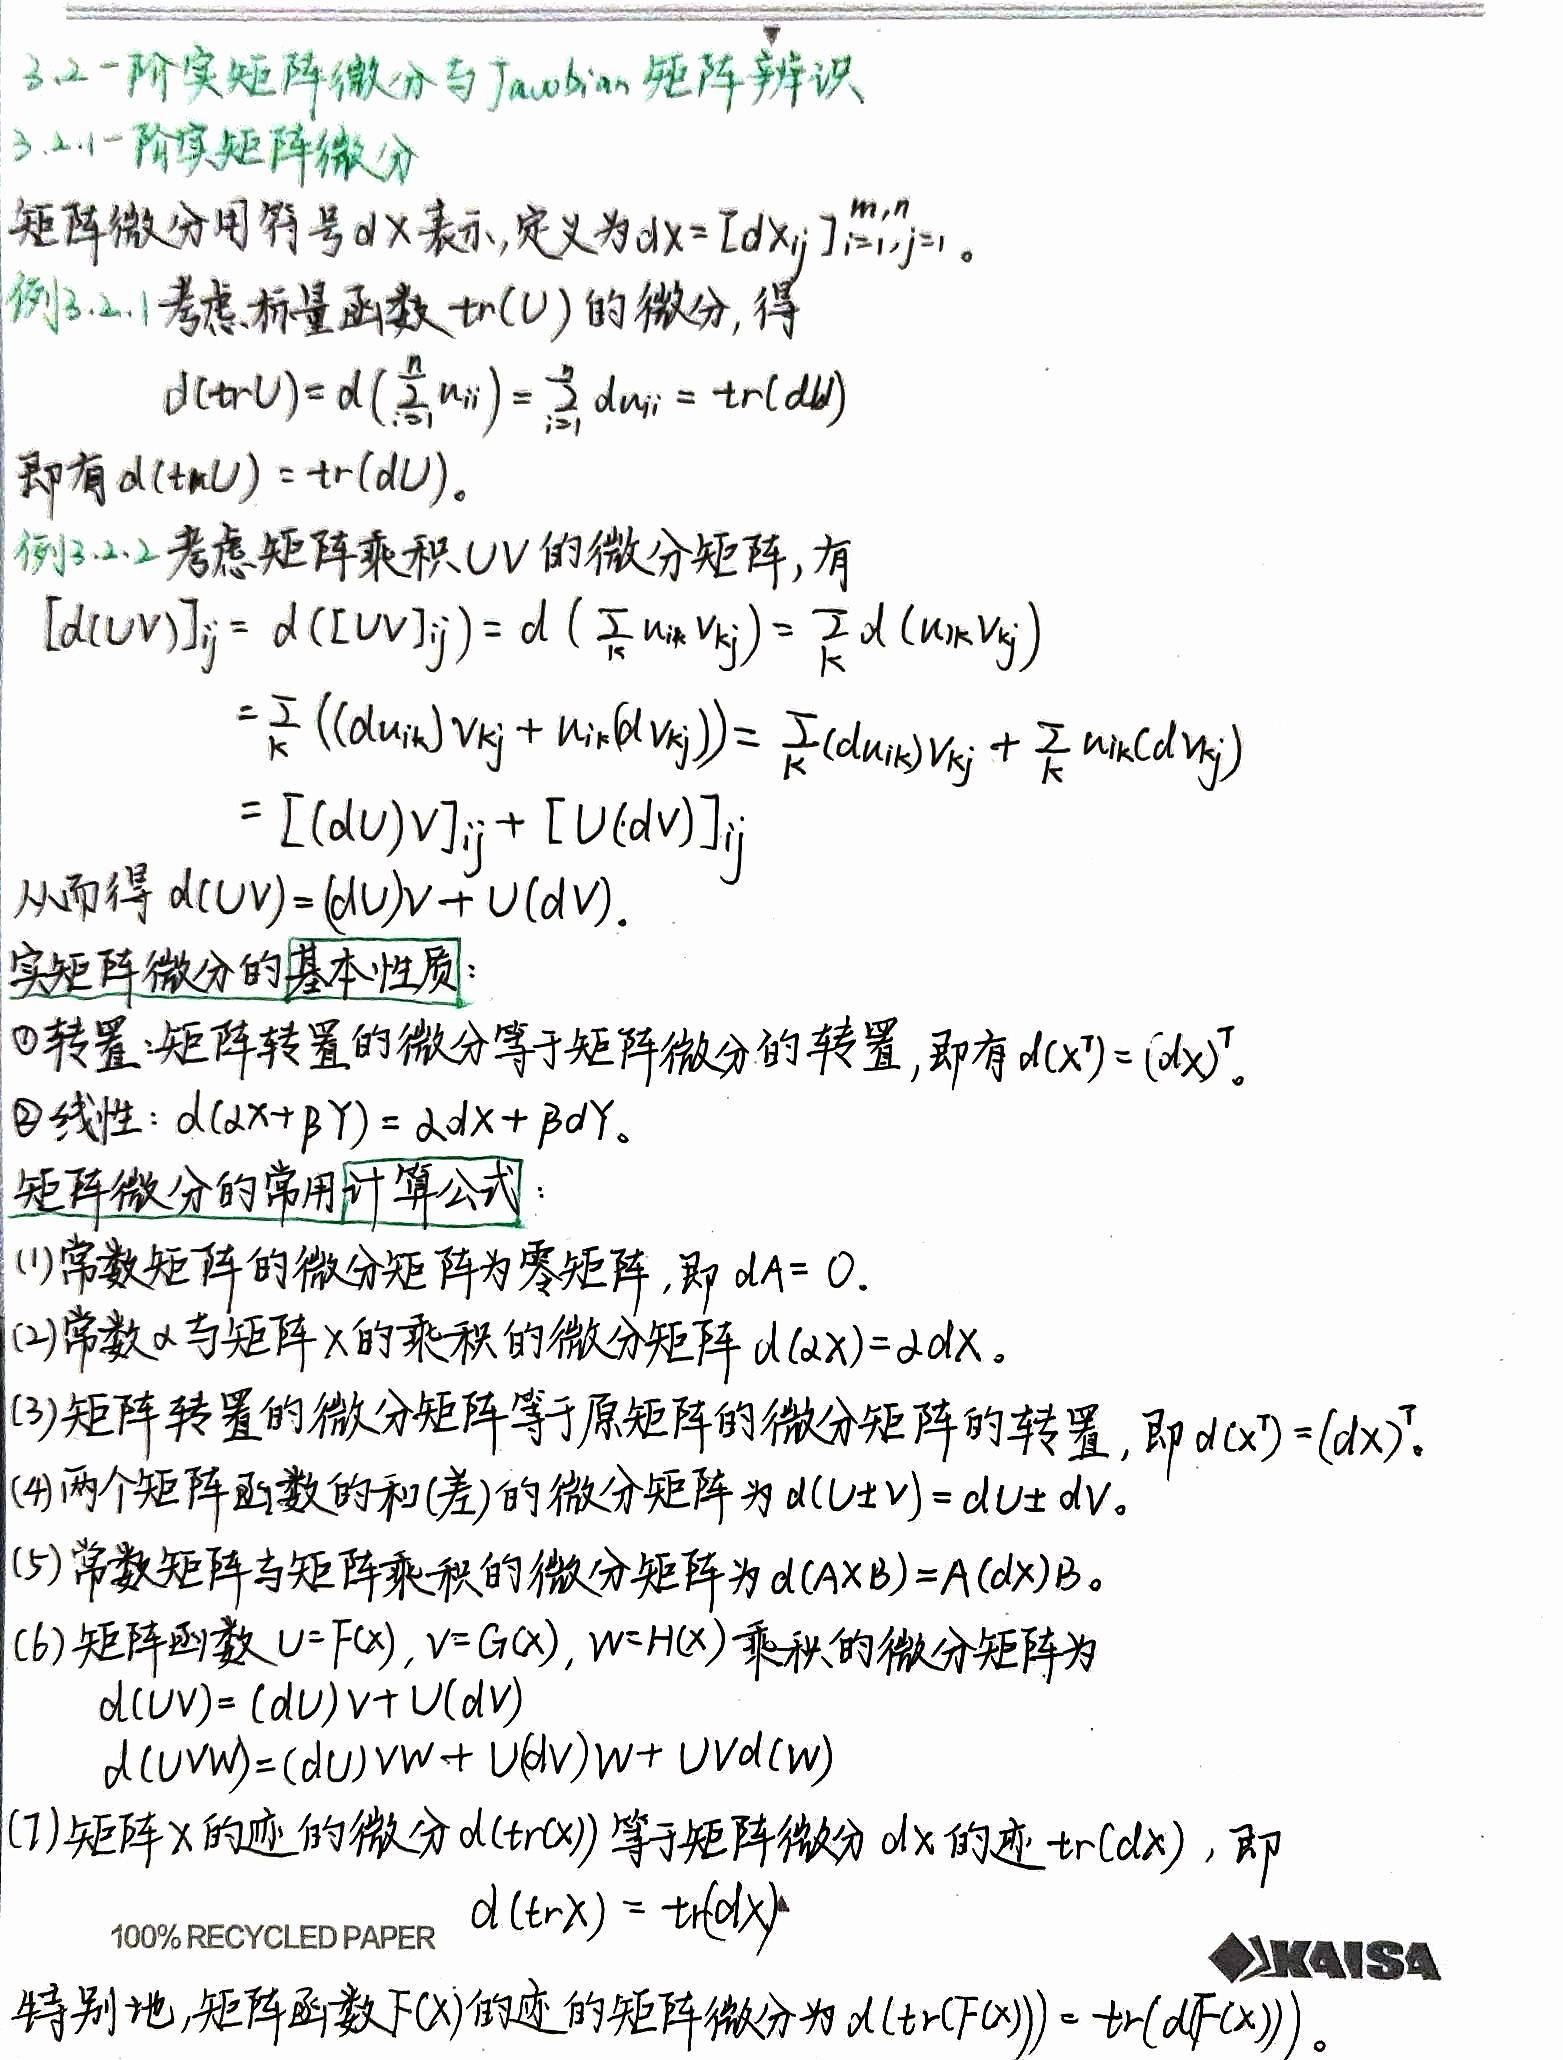 3.2 一阶实矩阵微分与Jacobian 矩阵辨识
3.2.1 一阶实矩阵微分
矩阵微分用符号dX表示,定义为dX=[dx_{ij}]_{i=1,j=1}^{m,n}。
例3.2.1 考虑标量函数 tr(U) 的微分,得
d(trU)=d(\sum_{i=1}^{n} u_{ii})=\sum_{i=1}^{n} du_{ii}=tr(dU)
即有d(trU)=tr(dU)。
例3.2.2 考虑矩阵乘积UV的微分矩阵,有
[d(UV)]_{ij}= d([UV]_{ij})= d(\sum_k u_{ik}v_{kj})=\sum_k d(u_{ik}v_{kj})
=\sum_k ((du_{ik})v_{kj}+u_{ik}(dv_{kj}))=\sum_k (du_{ik})v_{kj}+\sum_k u_{ik}(dv_{kj})
=[(dU)V]_{ij}+[U(dV)]_{ij}
从而得 d(UV)=(dU)V+U(dV).
实矩阵微分的基本性质:
①转置:矩阵转置的微分等于矩阵微分的转置,即有d(X^T)=(dX)^T。
②线性: d(αX+βY)=αdX+βdY。
矩阵微分的常用计算公式:
(1)常数矩阵的微分矩阵为零矩阵,即 dA=O.
(2)常数α与矩阵X的乘积的微分矩阵 d(αX)=αdX。
(3)矩阵转置的微分矩阵等于原矩阵的微分矩阵的转置,即d(X^T)=(dX)^T。
(4)两个矩阵函数的和(差)的微分矩阵为d(U±V)=dU±dV。
(5)常数矩阵与矩阵乘积的微分矩阵为d(AXB)=A(dX)B。
(6)矩阵函数 U=F(X), V=G(X), W=H(X)乘积的微分矩阵为
d(UV)=(dU)V+U(dV)
d(UVW)=(dU)VW+U(dV)W+UVd(W)
(7)矩阵X的迹的微分d(tr(X))等于矩阵微分dX的迹tr(dX),即
d(trX)=tr(dX)
100% RECYCLED PAPER
KAISA
特别地,矩阵函数F(X)的迹的矩阵微分为d(tr(F(X)))=tr(d(F(X)))。